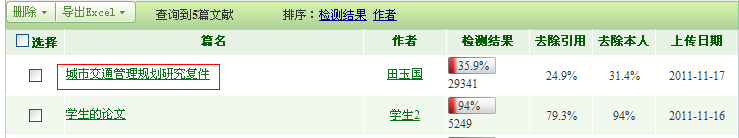 删除 导出Excel 查询到5篇文献 排序：检测结果 作者
选择 篇名 作者 检测结果 去除引用 去除本人 上传日期
城市交通管理规划研究复件 田玉国 35.9% 24.9% 31.4% 2011-11-17
29341
学生的论文 学生2 94% 79.3% 94% 2011-11-16
5249